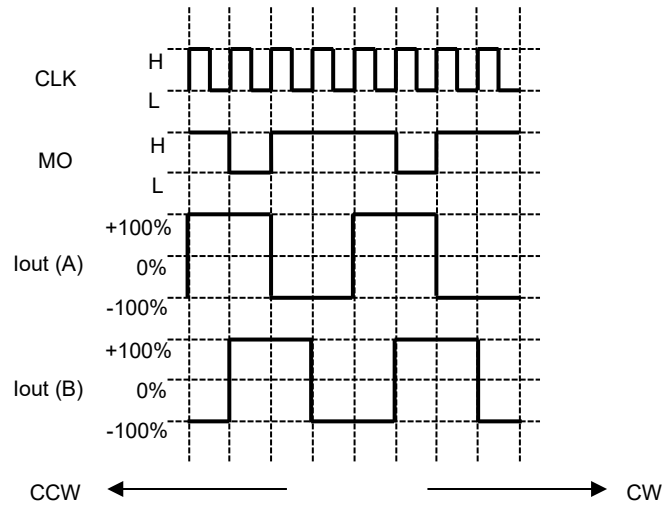 CLK
H
L
MO
H
L
Iout (A)
+100%
0%
-100%
Iout (B)
+100%
0%
-100%
CCW
CW